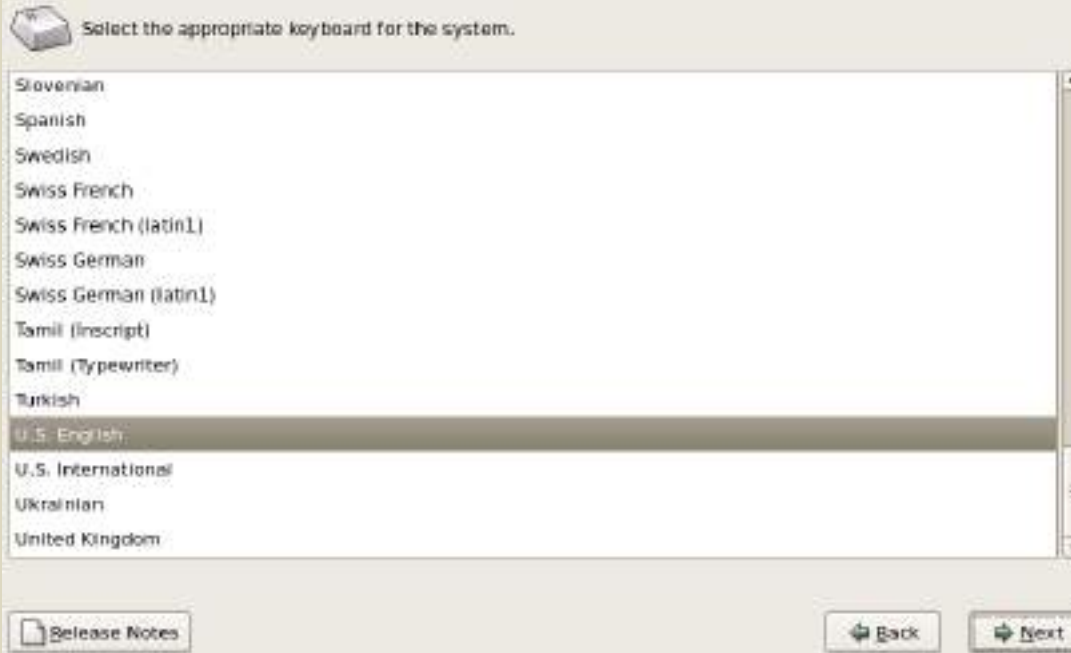 Select the appropriate keyboard for the system.
Slovenian
Spanish
Swedish
Swiss French
Swiss French (latin1)
Swiss German
Swiss German (latin1)
Tamil (Inscript)
Tamil (Typewriter)
Turkish
U.S. English
U.S. International
Ukrainian
United Kingdom
Release Notes
Back
Next